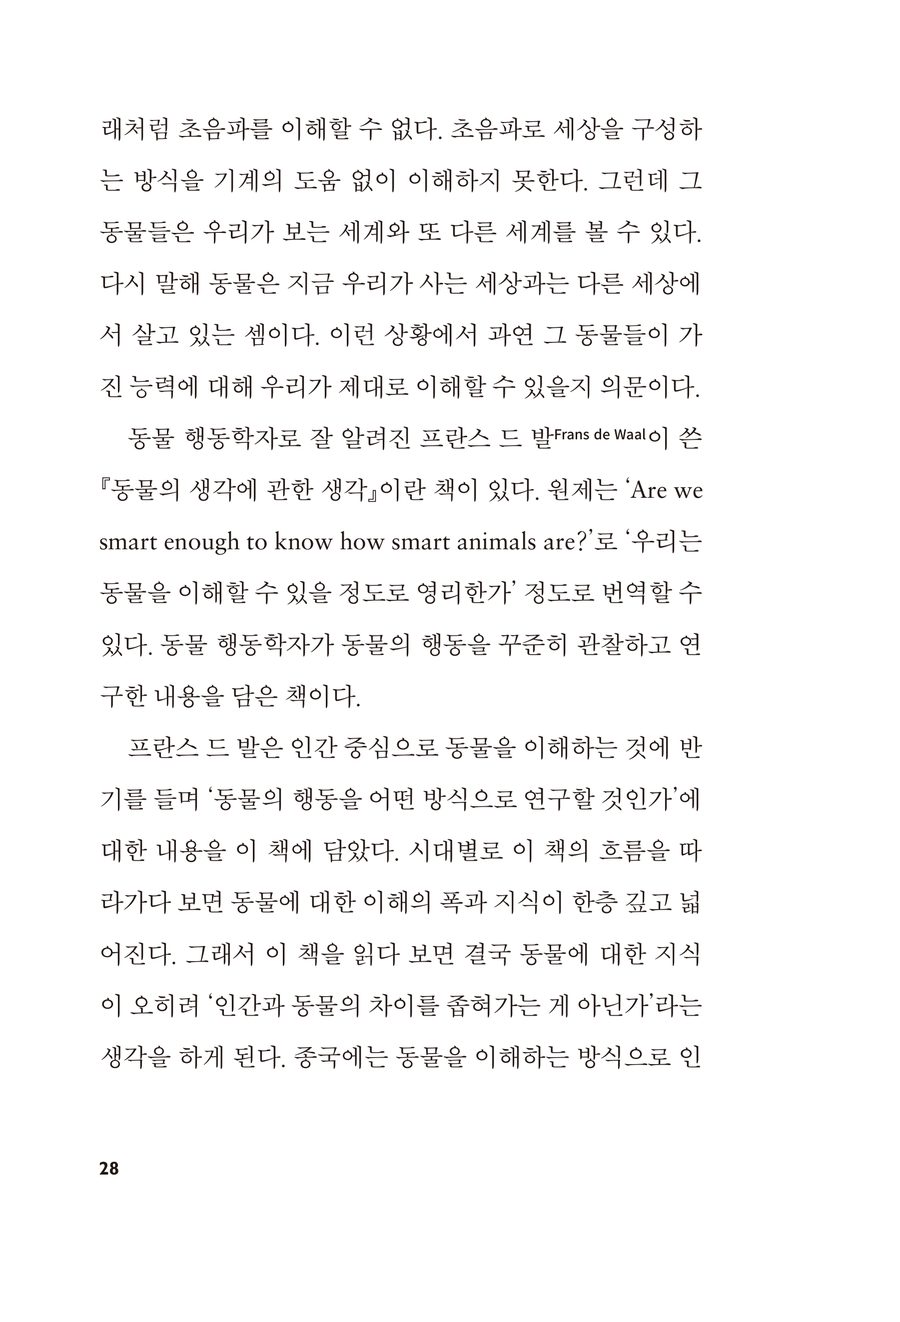 래처럼 초음파를 이해할 수 없다. 초음파로 세상을 구성하
는 방식을 기계의 도움 없이 이해하지 못한다. 그런데 그
동물들은 우리가 보는 세계와 또 다른 세계를 볼 수 있다.
다시 말해 동물은 지금 우리가 사는 세상과는 다른 세상에
서 살고 있는 셈이다. 이런 상황에서 과연 그 동물들이 가
진 능력에 대해 우리가 제대로 이해할 수 있을지 의문이다.
동물 행동학자로 잘 알려진 프란스 드 발Frans de Waal이 쓴
『동물의 생각에 관한 생각』이란 책이 있다. 원제는 ‘Are we
smart enough to know how smart animals are?’로 ‘우리는
동물을 이해할 수 있을 정도로 영리한가’ 정도로 번역할 수
있다. 동물 행동학자가 동물의 행동을 꾸준히 관찰하고 연
구한 내용을 담은 책이다.
프란스 드 발은 인간 중심으로 동물을 이해하는 것에 반
기를 들며 ‘동물의 행동을 어떤 방식으로 연구할 것인가’에
대한 내용을 이 책에 담았다. 시대별로 이 책의 흐름을 따
라가다 보면 동물에 대한 이해의 폭과 지식이 한층 깊고 넓
어진다. 그래서 이 책을 읽다 보면 결국 동물에 대한 지식
이 오히려 ‘인간과 동물의 차이를 좁혀가는 게 아닌가’라는
생각을 하게 된다. 종국에는 동물을 이해하는 방식으로 인
28